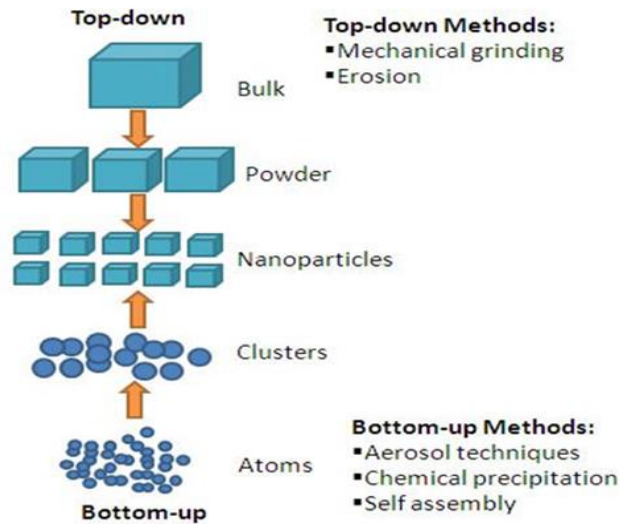 Top-down
Top-down Methods:
▪Mechanical grinding
▪Erosion
Bulk
Powder
Nanoparticles
Clusters
Atoms
Bottom-up Methods:
▪Aerosol techniques
▪Chemical precipitation
▪Self assembly
Bottom-up